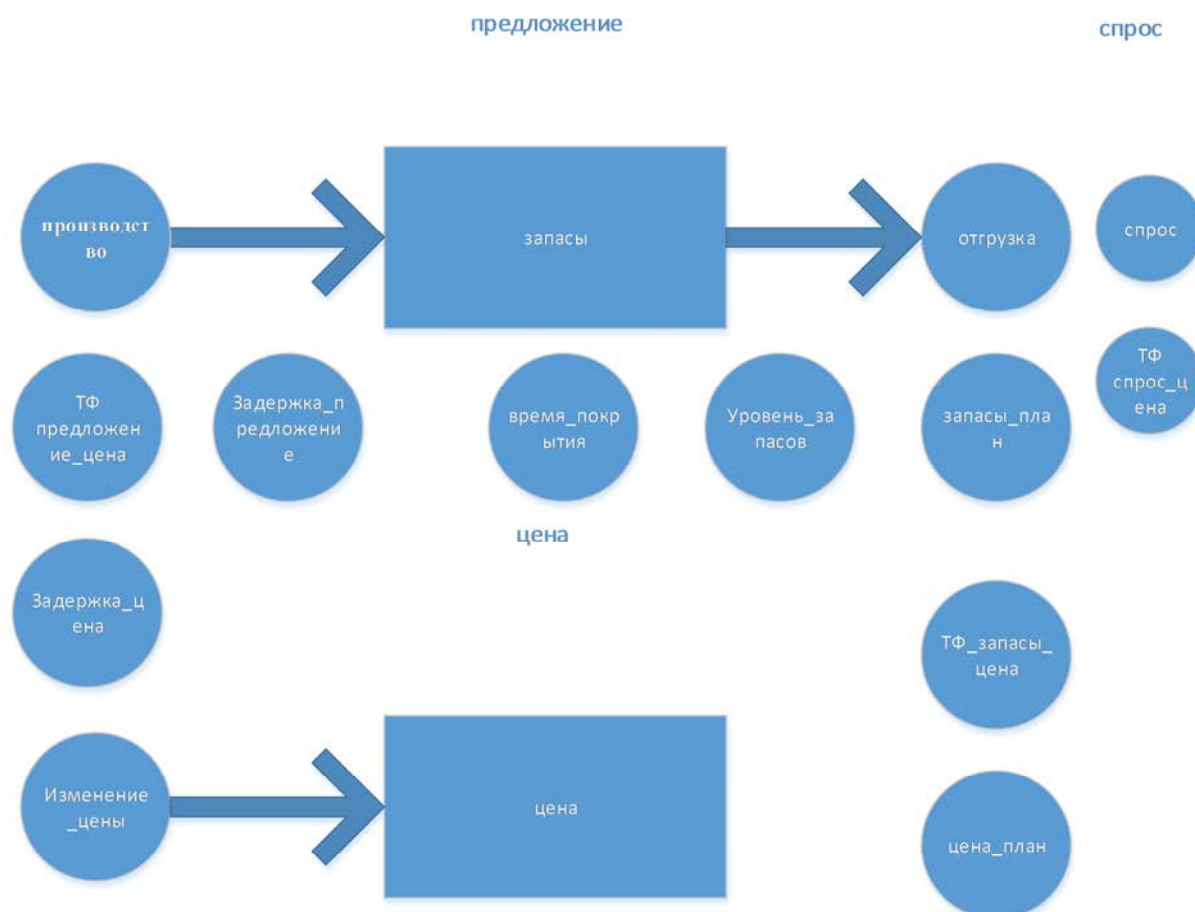 предложение
спрос
производст
во
запасы
отгрузка
спрос
ТФ
предложен
ие_цена
Задержка_п
редложени
е
время_покр
ытия
Уровень_за
пасов
запасы_пла
н
ТФ
спрос_ц
ена
цена
Задержка_ц
ена
ТФ_запасы_
цена
Изменение
_цены
цена
цена_план